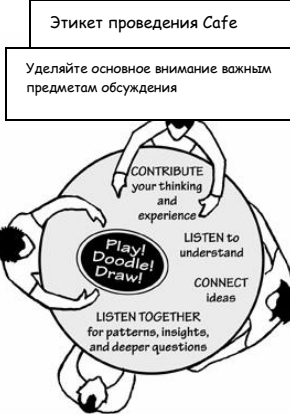 Этикет проведения Cafe
Уделяйте основное внимание важным
предметам обсуждения
CONTRIBUTE
your thinking
and
experience
Play!
Doodle!
Draw!
LISTEN to
understand
CONNECT
ideas
LISTEN TOGETHER
for patterns, insights,
and deeper questions